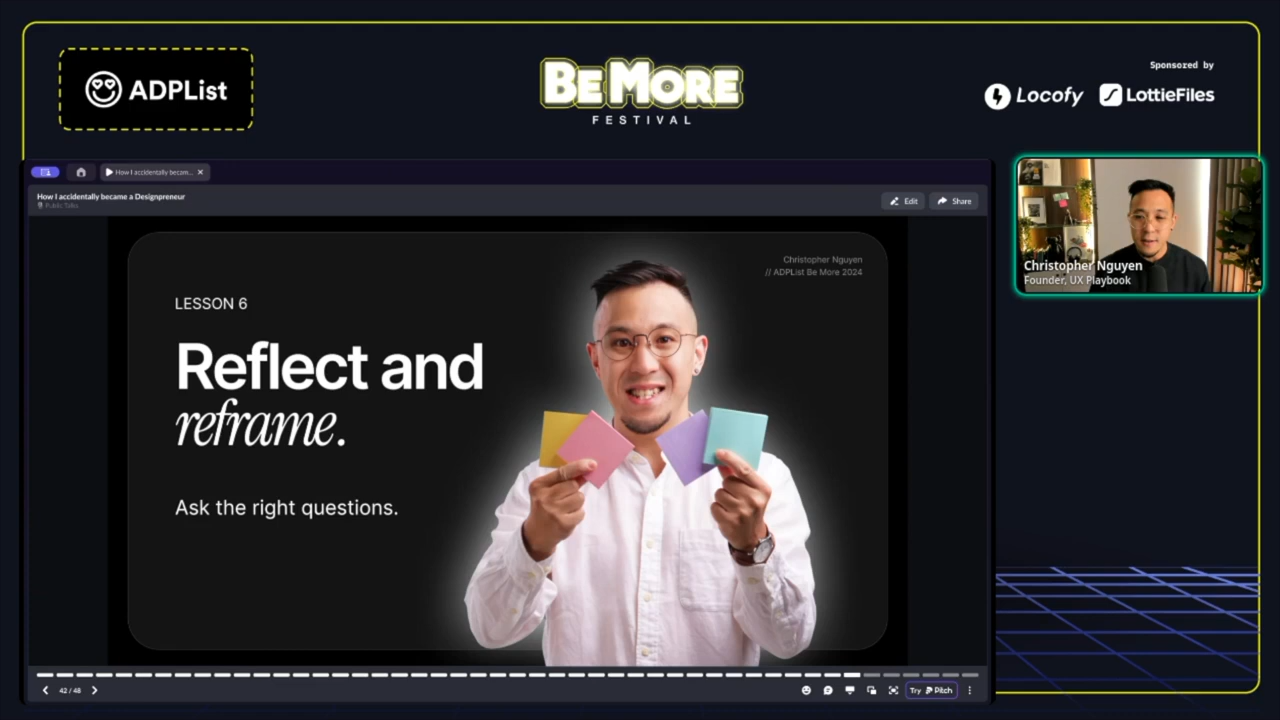 ADPList
BE MORE
FESTIVAL
Sponsored by
Locofy
LottieFiles
How I accidentally becam...
How I accidentally became a Designpreneur
Public Talks
Edit
Share
Christopher Nguyen
// ADPList Be More 2024
LESSON 6
Reflect and
reframe.
Ask the right questions.
Christopher Nguyen
Founder, UX Playbook
42 / 48
Try Pitch